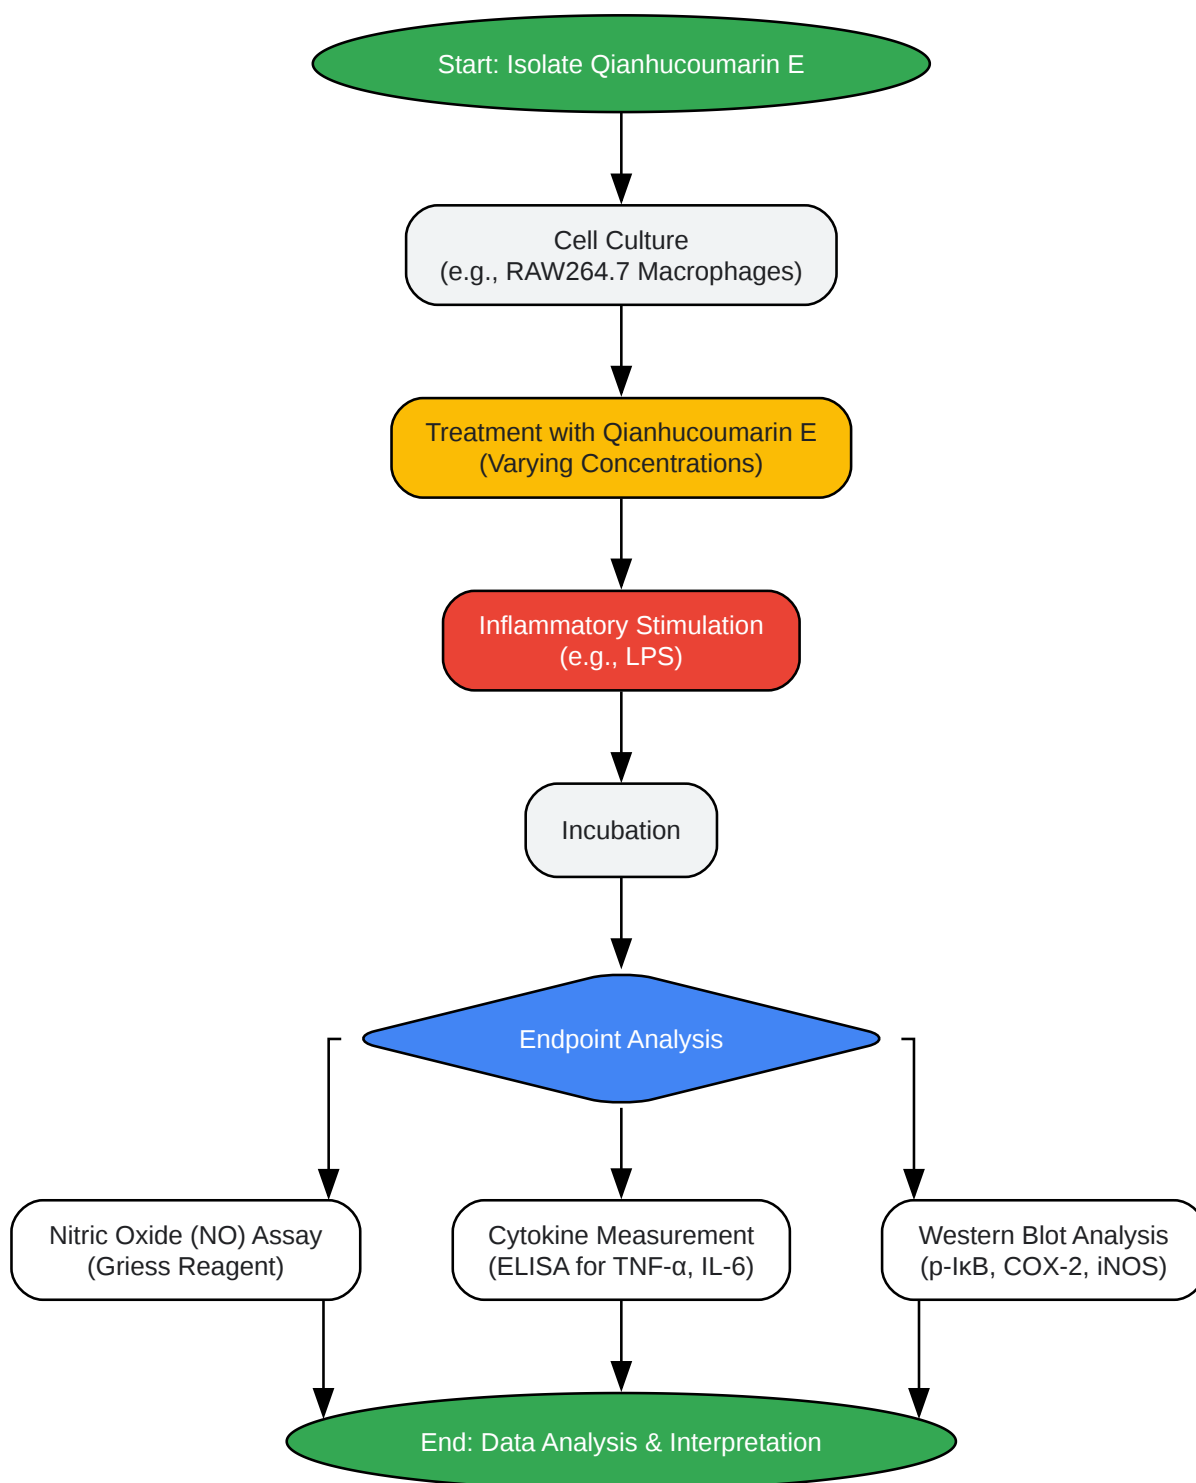 Start: Isolate Qianhucoumarin E
Cell Culture
(e.g., RAW264.7 Macrophages)
Treatment with Qianhucoumarin E
(Varying Concentrations)
Inflammatory Stimulation
(e.g., LPS)
Incubation
Endpoint Analysis
Nitric Oxide (NO) Assay
(Griess Reagent)
Cytokine Measurement
(ELISA for TNF-α, IL-6)
Western Blot Analysis
(p-IκB, COX-2, iNOS)
End: Data Analysis & Interpretation